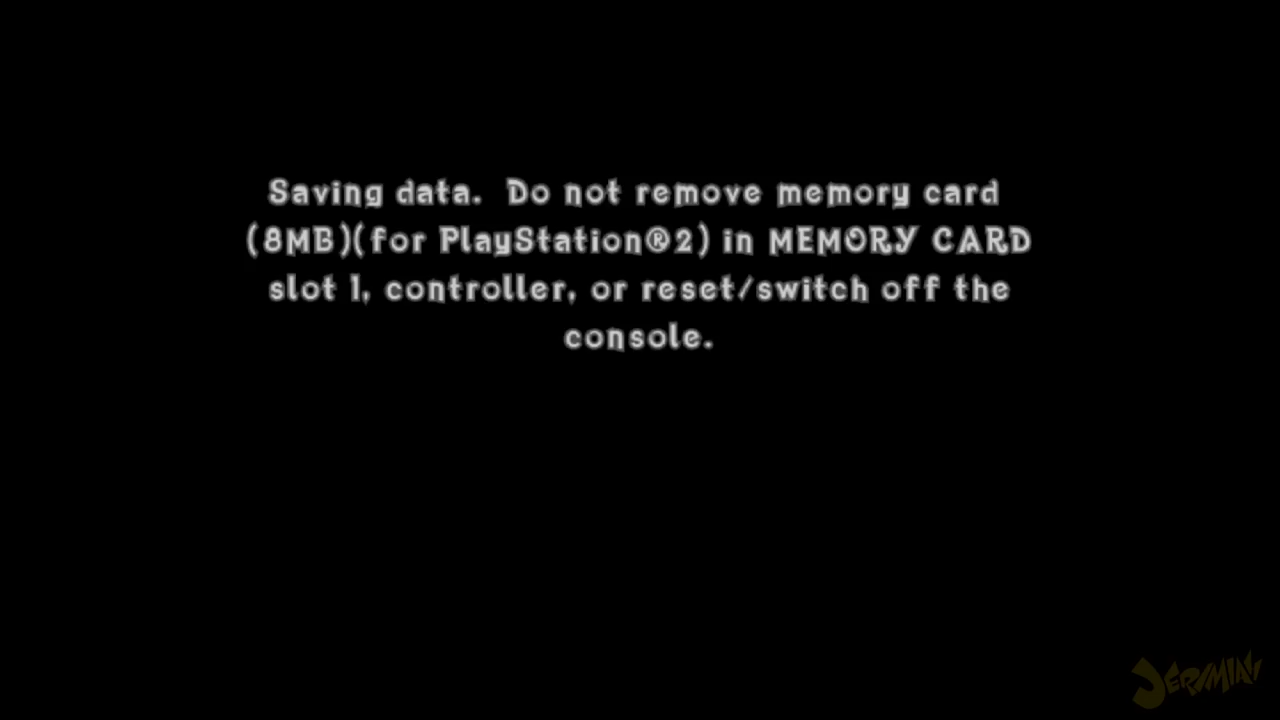 Saving data.  Do not remove memory card
(8MB)(for PlayStation®2) in MEMORY CARD
slot 1, controller, or reset/switch off the
console.
JERIMIAH